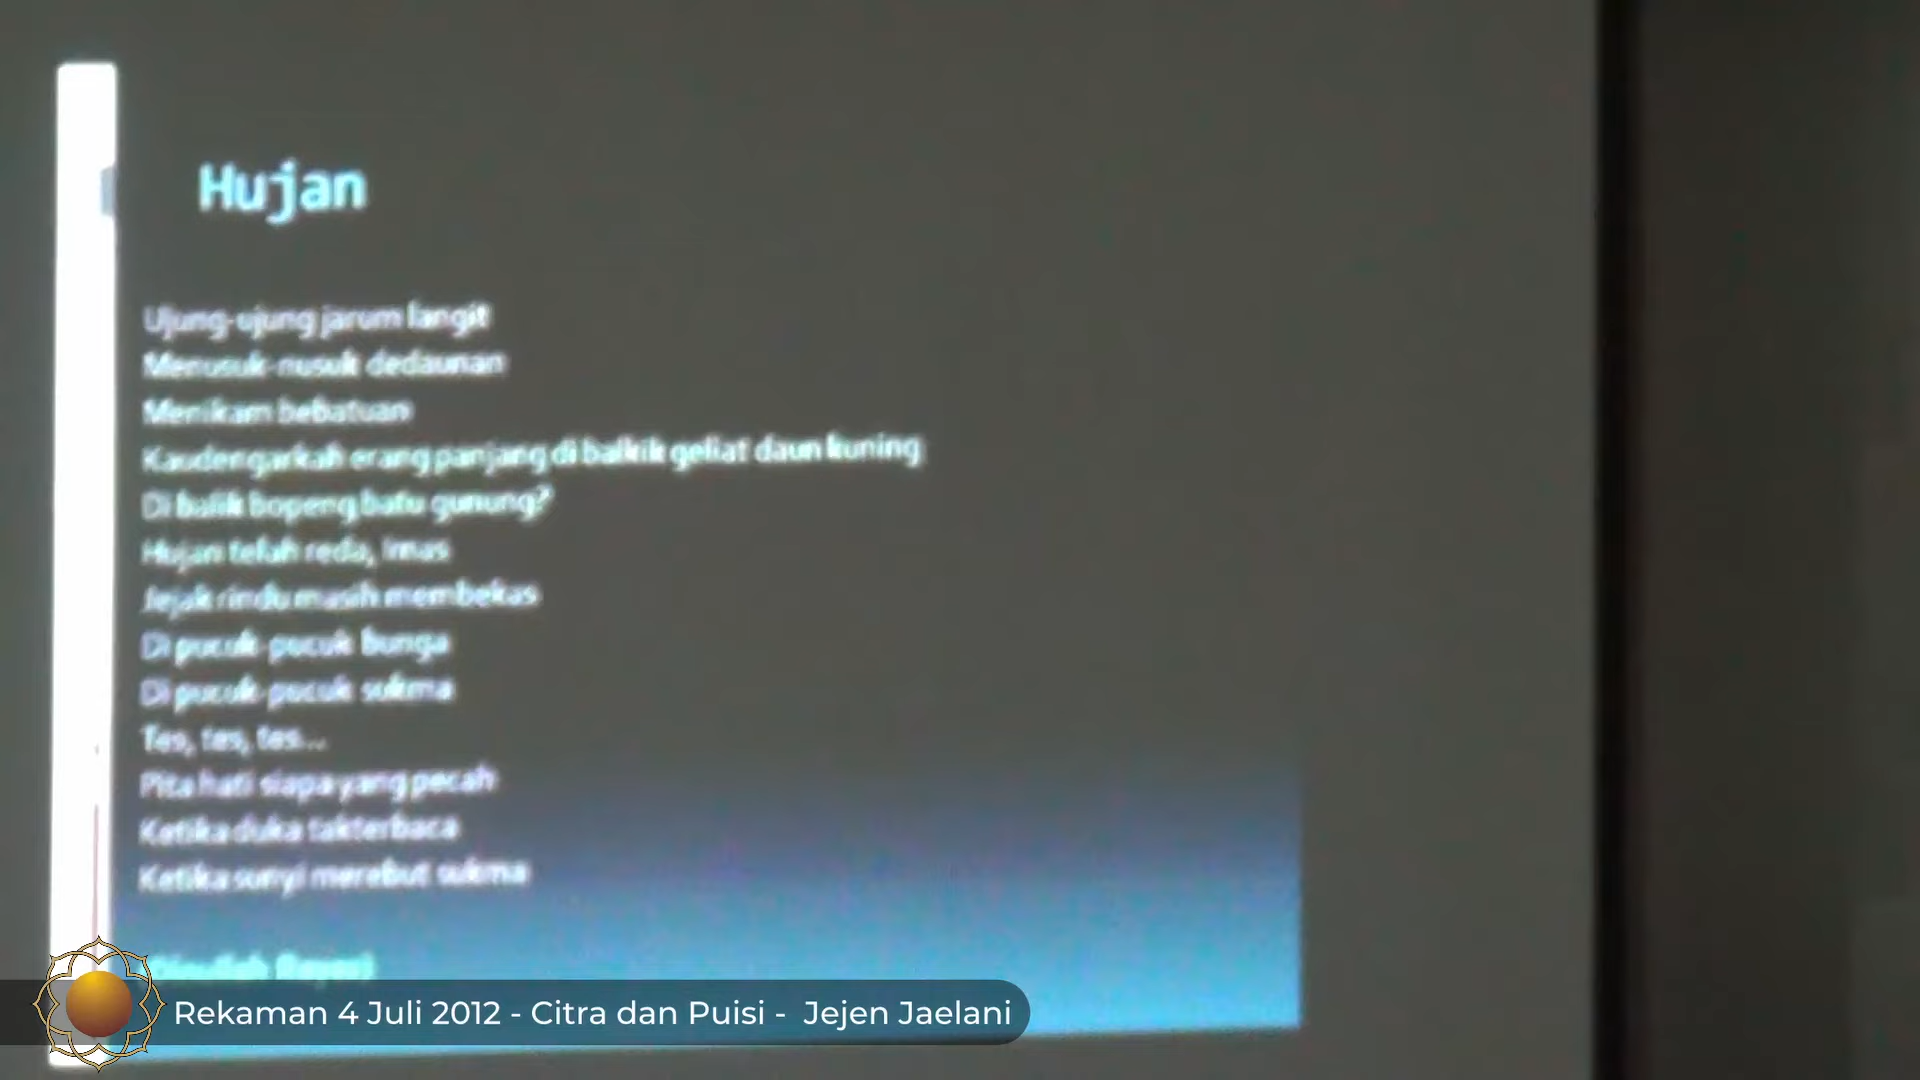 Hujan
Ujung-ujung jarum langit
Menusuk-nusuk dedaunan
Menikam bebatuan
Kaudengarkah erang panjang di balkik geliat daun kuning
Di balik bopeng batu gunung?
Hujan telah reda, Imas
Jejak rindu masih membekas
Di pucuk-pucuk bunga
Di pucuk-pucuk sukma
Tes, tes, tes...
Pita hati siapa yang pecah
Ketika duka takterbaca
Ketika sunyi merebut sukma
Rekaman 4 Juli 2012 - Citra dan Puisi - Jejen Jaelani